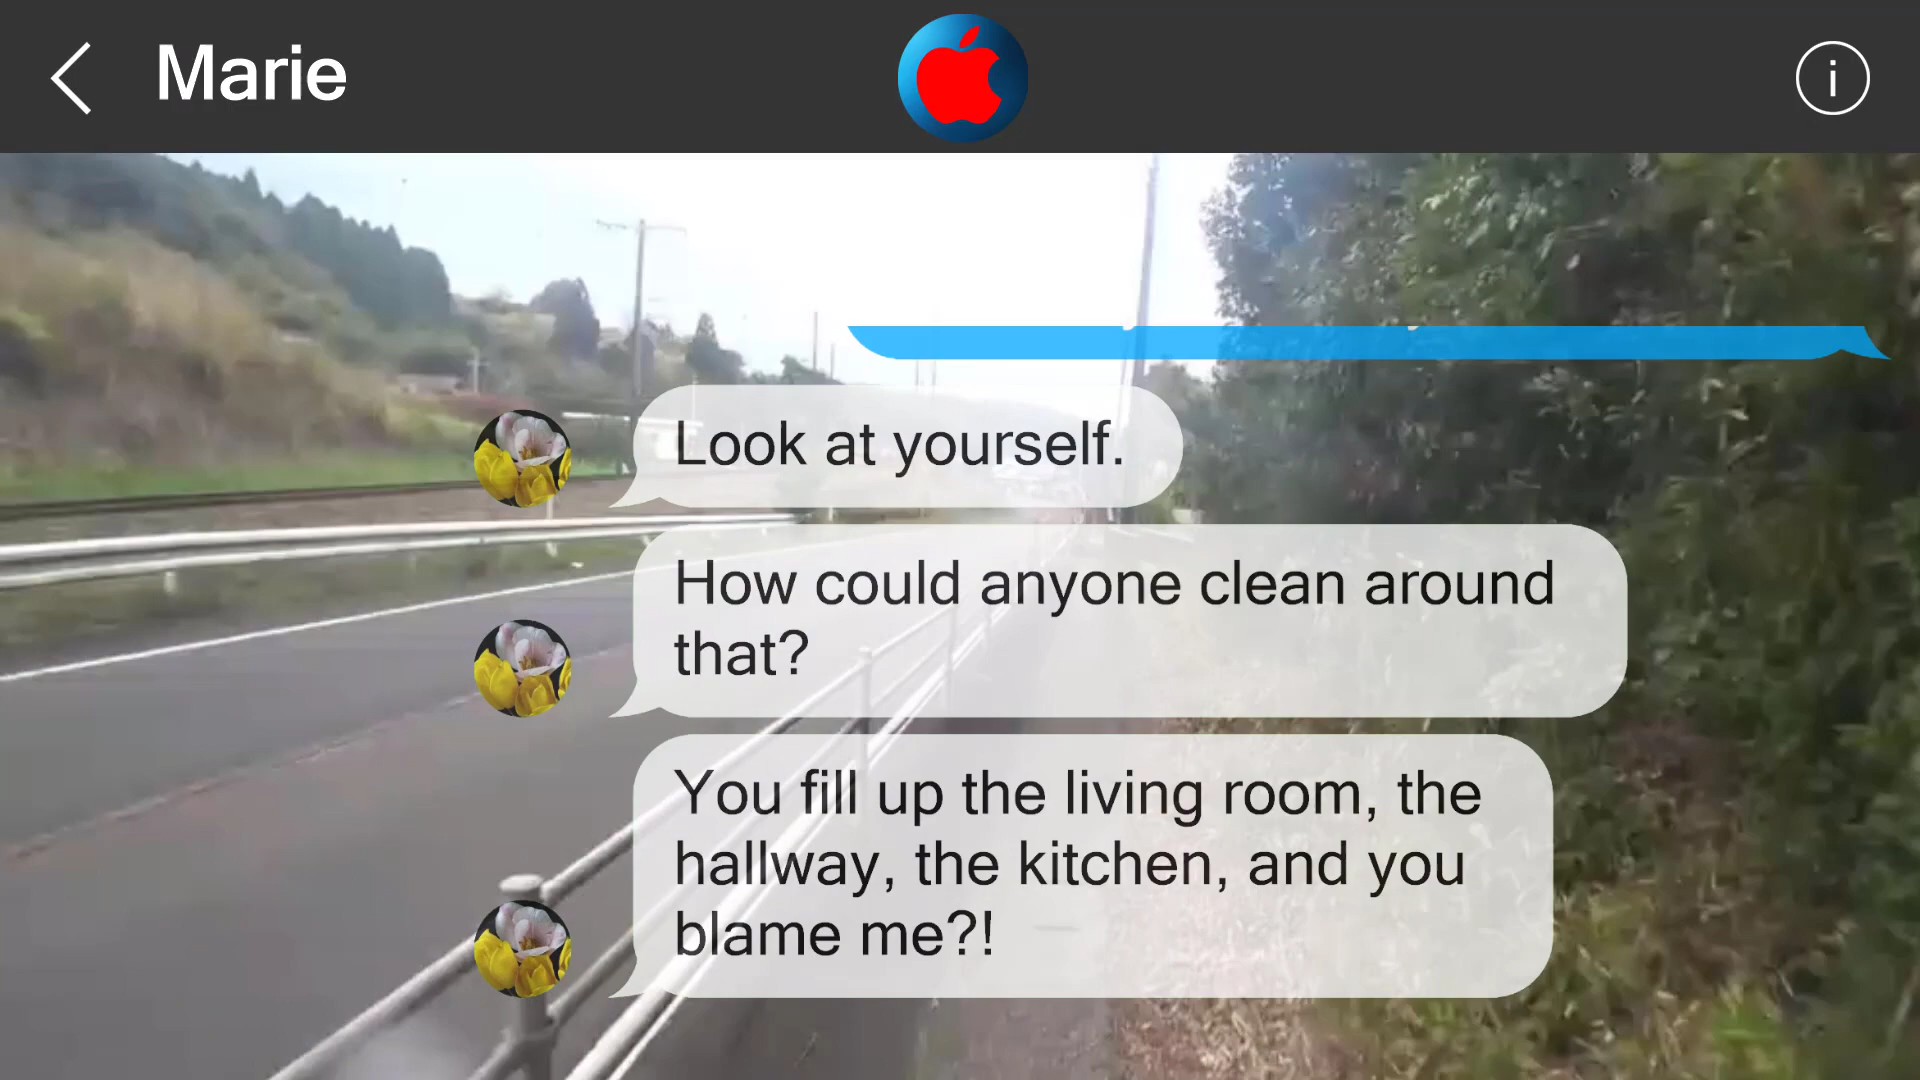 Marie
i
Look at yourself.
How could anyone clean around
that?
You fill up the living room, the
hallway, the kitchen, and you
blame me?!